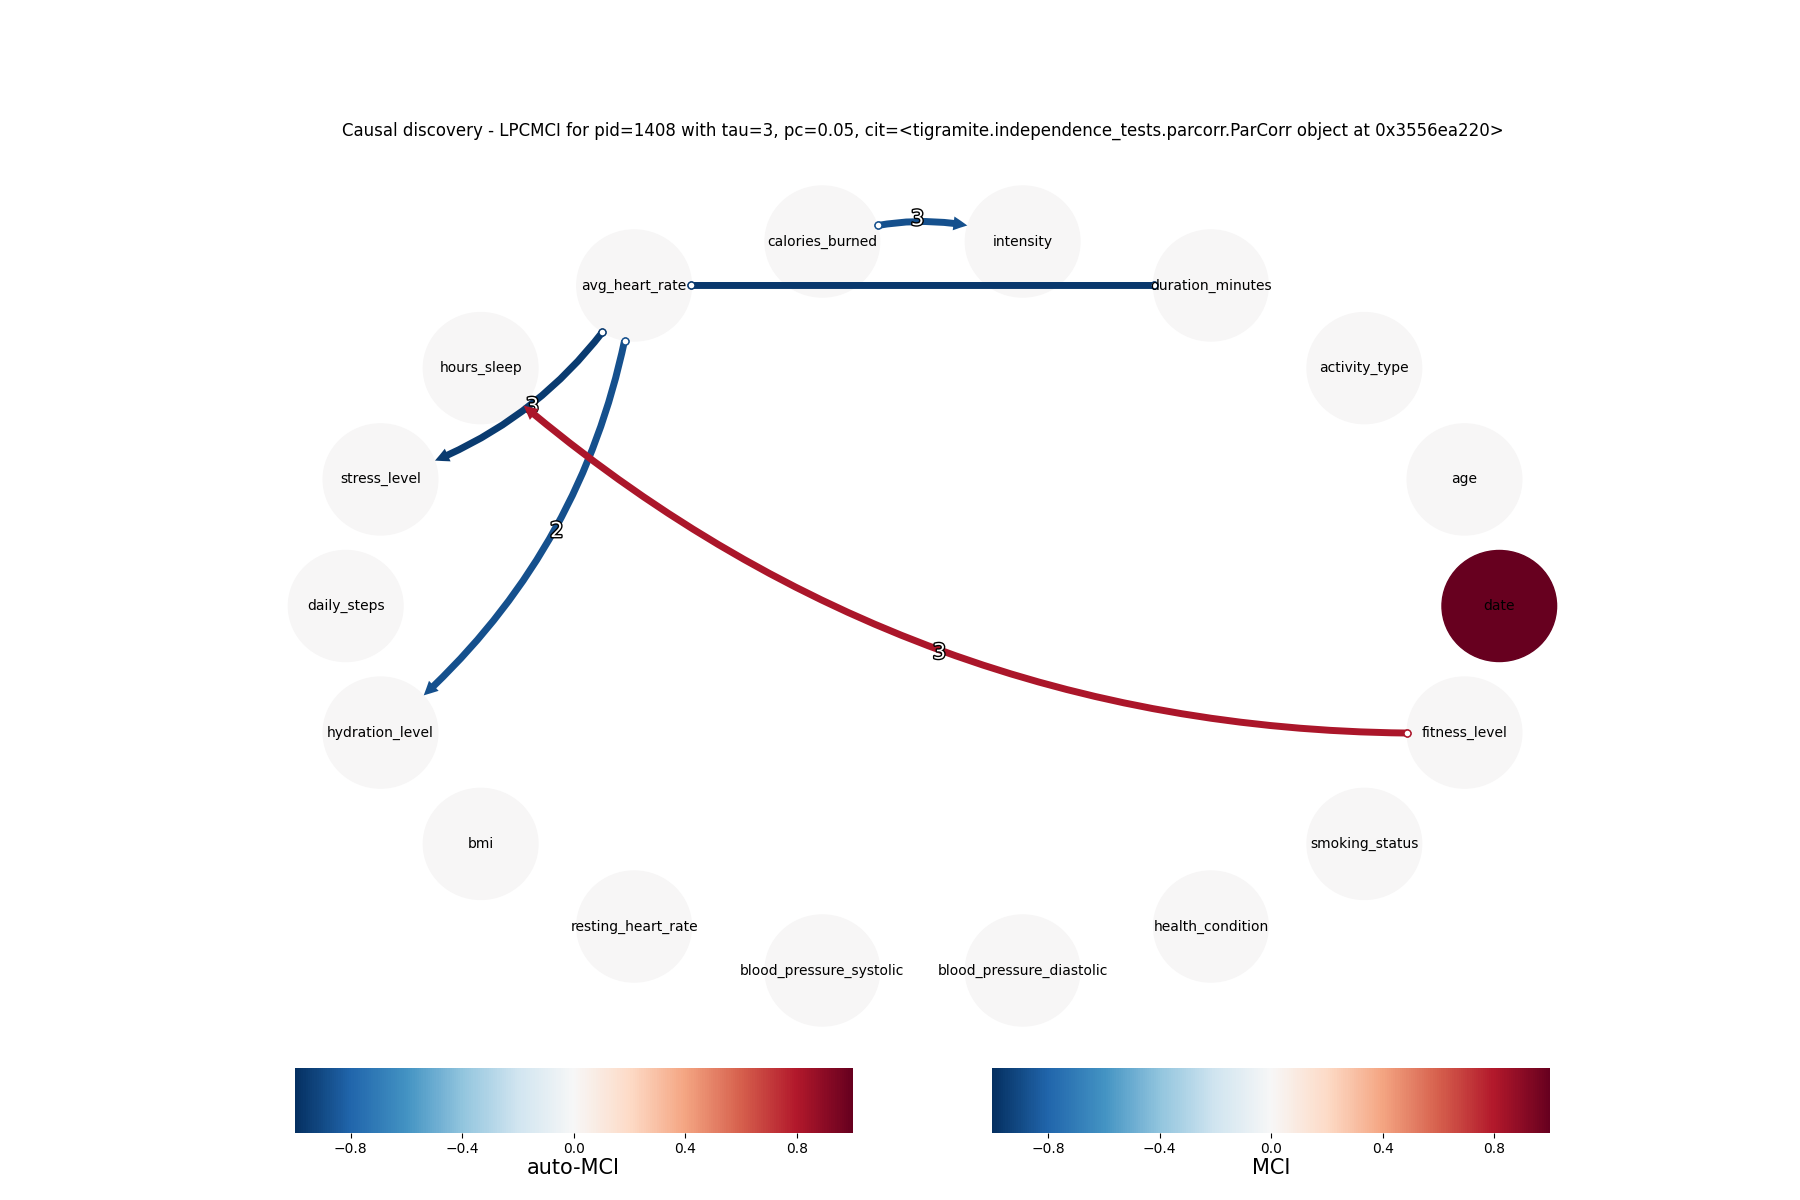 Causal discovery - LPCMCI for pid=1408 with tau=3, pc=0.05, cit=<tigramite.independence_tests.parcorr.ParCorr object at 0x3556ea220>
3
calories_burned
intensity
avg_heart_rate
duration_minutes
hours_sleep
activity_type
3
stress_level
age
2
daily_steps
date
3
hydration_level
fitness_level
bmi
smoking_status
resting_heart_rate
health_condition
blood_pressure_systolic
blood_pressure_diastolic
−0.8 −0.4 0.0 0.4 0.8
auto-MCI
−0.8 −0.4 0.0 0.4 0.8
MCI